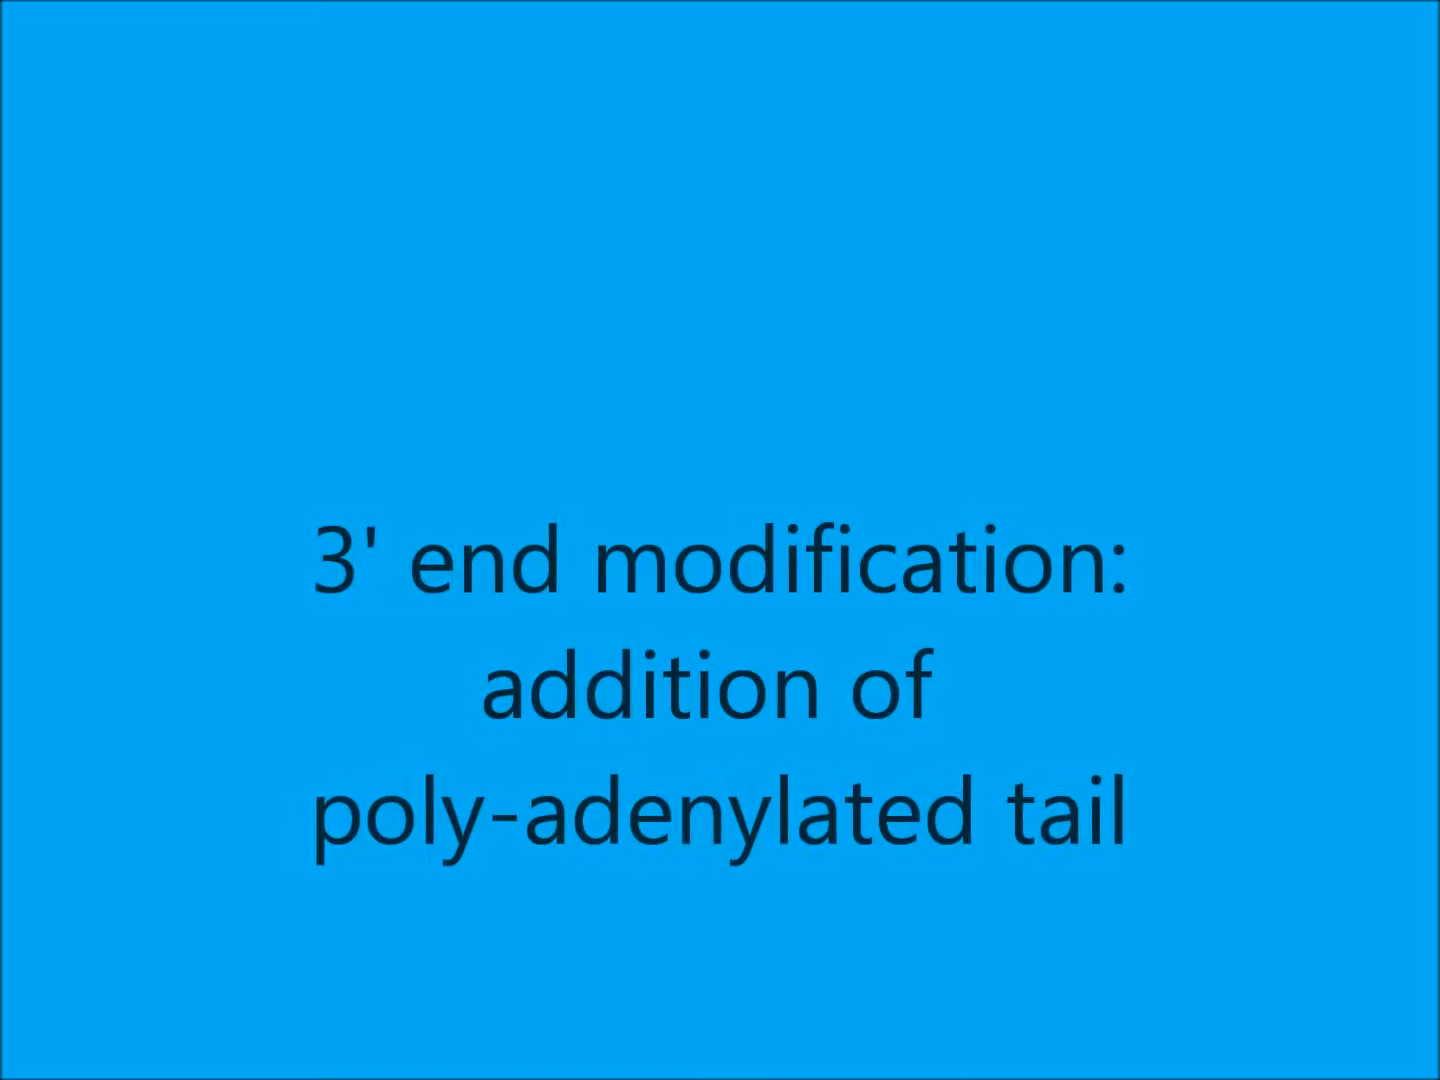 3' end modification:
addition of
poly-adenylated tail